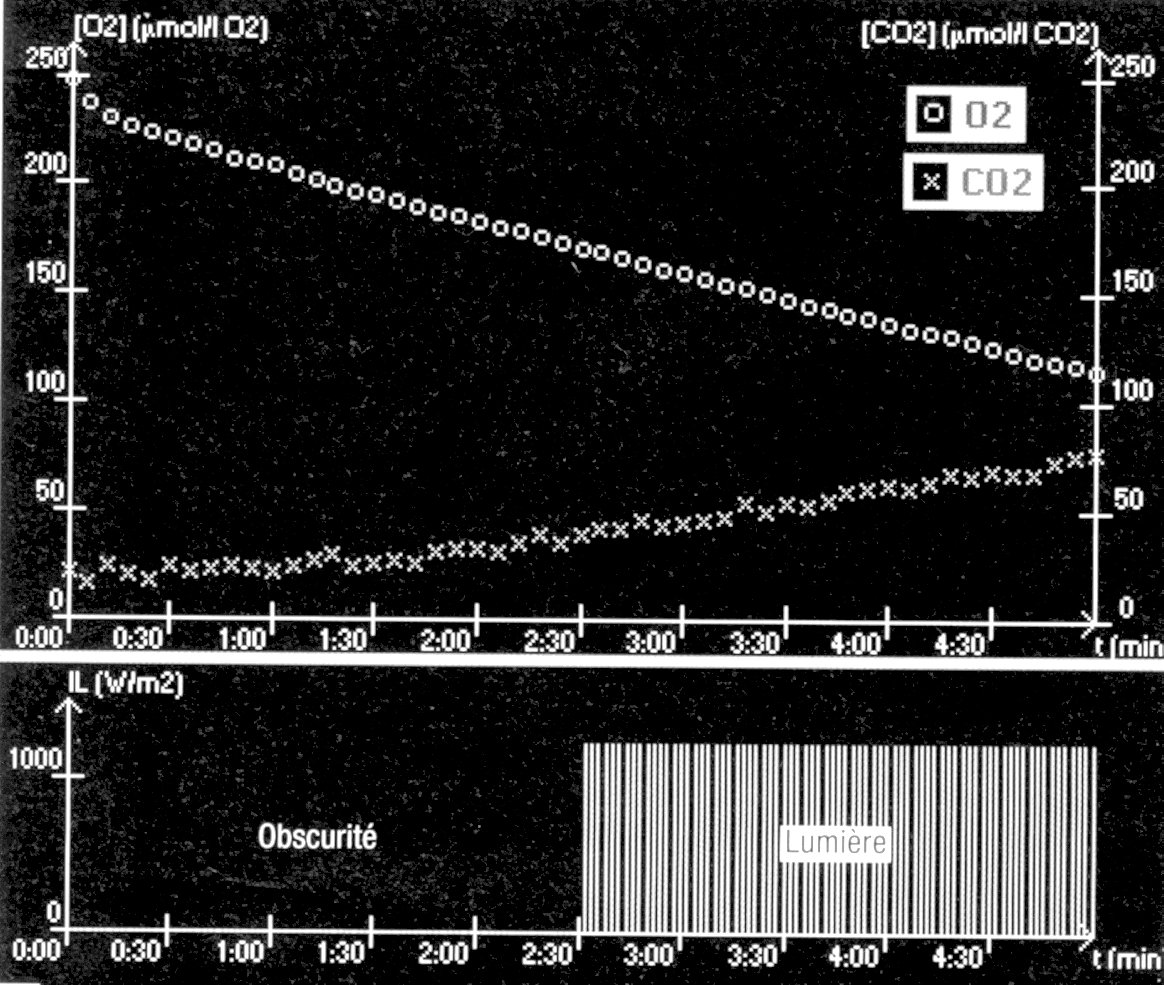 [O2] (µmol/l O2)
[CO2] (µmol/l CO2)
250
250
O2
CO2
200
200
150
150
100
100
50
50
0
0
0:00 0:30 1:00 1:30 2:00 2:30 3:00 3:30 4:00 4:30 t (min
IL (W/m2)
1000
Obscurité
Lumière
0
0:00 0:30 1:00 1:30 2:00 2:30 3:00 3:30 4:00 4:30 t (min